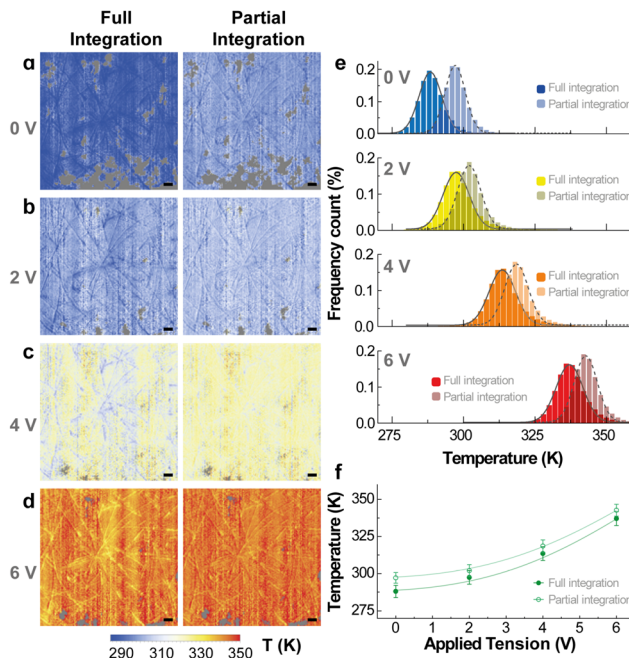 Full Integration
Partial Integration
a
0 V
b
2 V
c
4 V
d
6 V
290 310 330 350 T (K)
e
Frequency count (%)
0 V
0.2
0.1
0.0
Full integration
Partial integration
2 V
0.2
0.1
0.0
Full integration
Partial integration
4 V
0.2
0.1
0.0
Full integration
Partial integration
6 V
0.2
0.1
0.0
Full integration
Partial integration
275 300 325 350
Temperature (K)
f
Temperature (K)
350
325
300
275
Full integration
Partial integration
0 1 2 3 4 5 6
Applied Tension (V)